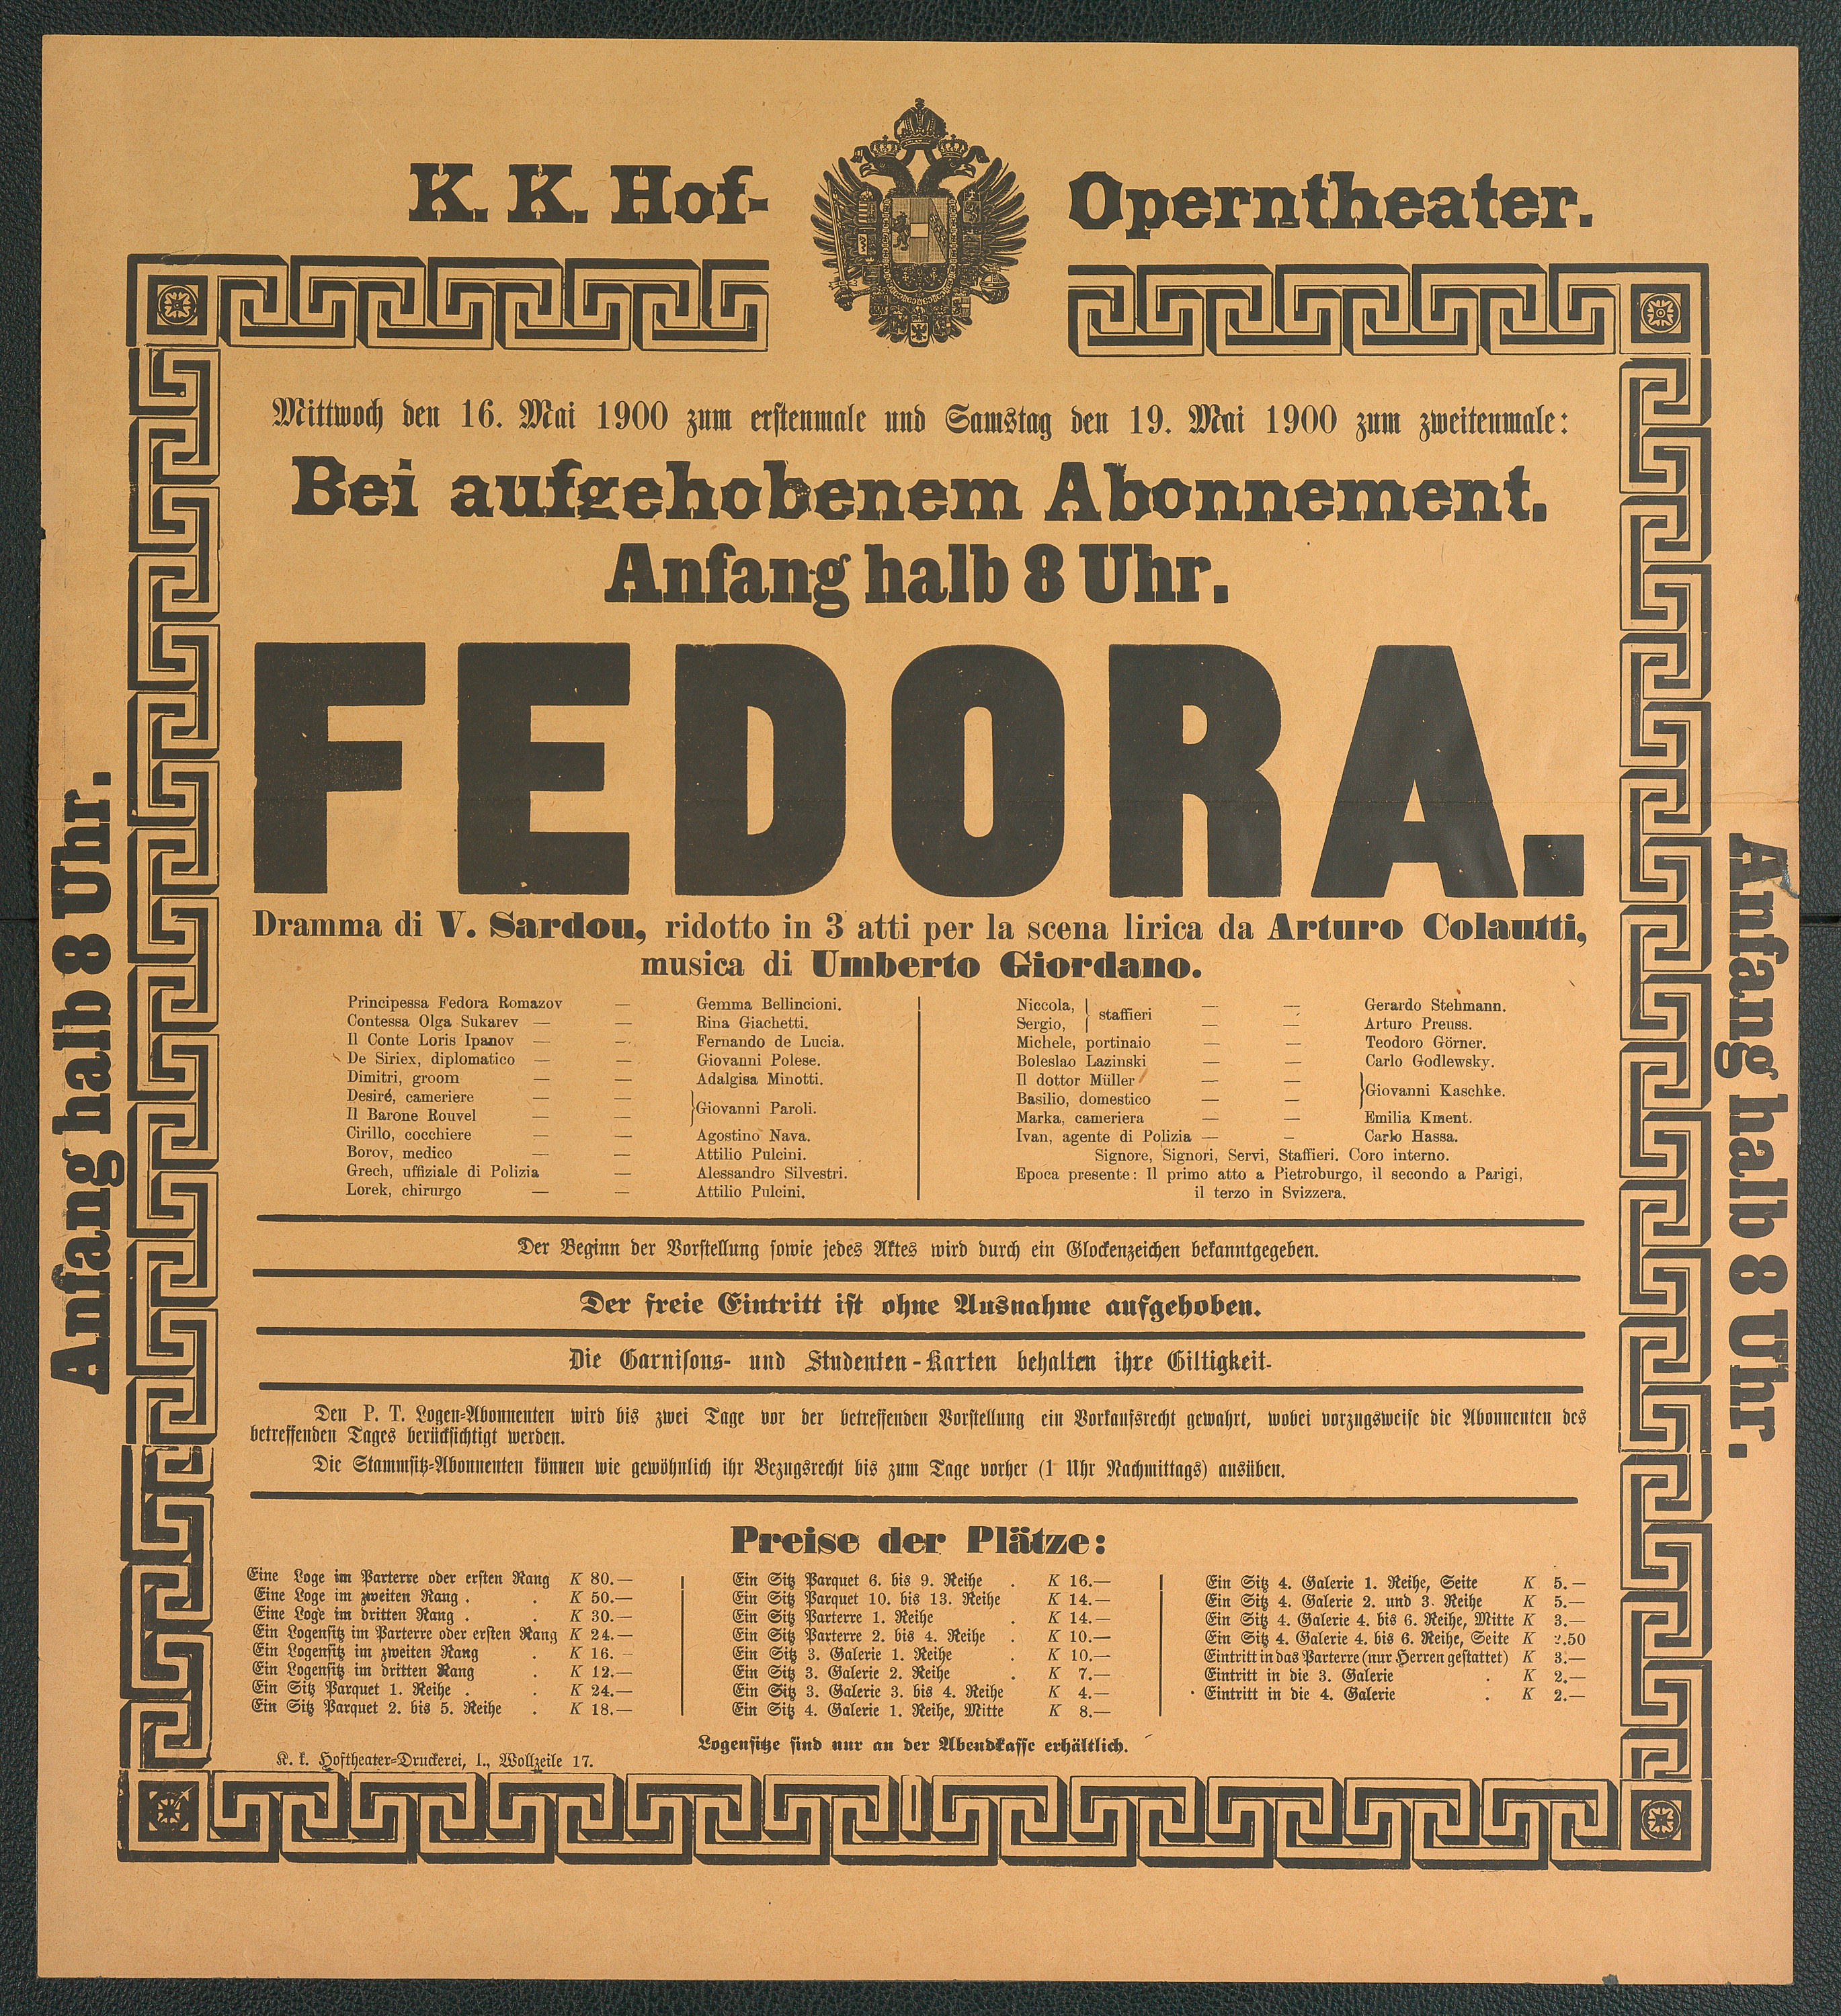 K. K. Hof-Operntheater.
Mittwoch den 16. Mai 1900 zum erstenmale und Samstag den 19. Mai 1900 zum zweitenmale:
Bei aufgehobenem Abonnement.
Anfang halb 8 Uhr.
FEDORA.
Dramma di V. Sardou, ridotto in 3 atti per la scena lirica da Arturo Colautti,
musica di Umberto Giordano.
Principessa Fedora Romazov — Gemma Bellincioni.
Contessa Olga Sukarev — — Rina Giachetti.
Il Conte Loris Ipanov — — Fernando de Lucia.
De Siriex, diplomatico — — Giovanni Polese.
Dimitri, groom — — Adalgisa Minotti.
Desiré, cameriere — —
Il Barone Rouvel — — } Giovanni Paroli.
Cirillo, cocchiere — — Agostino Nava.
Borov, medico — — Attilio Pulcini.
Grech, uffiziale di Polizia — Alessandro Silvestri.
Lorek, chirurgo — — Attilio Pulcini.
Niccola, } staffieri — — Gerardo Stehmann.
Sergio, — — Arturo Preuss.
Michele, portinaio — — Teodoro Görner.
Boleslao Lazinski — — Carlo Godlewsky.
Il dottor Müller — —
Basilio, domestico — — } Giovanni Kaschke.
Marka, cameriera — — Emilia Kment.
Ivan, agente di Polizia — — Carlo Hassa.
Signore, Signori, Servi, Staffieri. Coro interno.
Epoca presente: Il primo atto a Pietroburgo, il secondo a Parigi,
il terzo in Svizzera.
Der Beginn der Vorstellung sowie jedes Aktes wird durch ein Glockenzeichen bekanntgegeben.
Der freie Eintritt ist ohne Ausnahme aufgehoben.
Die Garnisons- und Studenten-Karten behalten ihre Giltigkeit.
Den P. T. Logen-Abonnenten wird bis zwei Tage vor der betreffenden Vorstellung ein Vorkaufsrecht gewahrt, wobei vorzugsweise die Abonnenten des
betreffenden Tages berücksichtigt werden.
Die Stammsitz-Abonnenten können wie gewöhnlich ihr Bezugsrecht bis zum Tage vorher (1 Uhr Nachmittags) ausüben.
Preise der Plätze:
Eine Loge im Parterre oder ersten Rang K 80.—
Eine Loge im zweiten Rang . K 50.—
Eine Loge im dritten Rang . . K 30.—
Ein Logensitz im Parterre oder ersten Rang K 24.—
Ein Logensitz im zweiten Rang . K 16.—
Ein Logensitz im dritten Rang . K 12.—
Ein Sitz Parquet 1. Reihe . . K 24.—
Ein Sitz Parquet 2. bis 5. Reihe . K 18.—
Ein Sitz Parquet 6. bis 9. Reihe . K 16.—
Ein Sitz Parquet 10. bis 13. Reihe K 14.—
Ein Sitz Parterre 1. Reihe . K 14.—
Ein Sitz Parterre 2. bis 4. Reihe . K 10.—
Ein Sitz 3. Galerie 1. Reihe . K 10.—
Ein Sitz 3. Galerie 2. Reihe . K 7.—
Ein Sitz 3. Galerie 3. bis 4. Reihe K 4.—
Ein Sitz 4. Galerie 1. Reihe, Mitte K 8.—
Ein Sitz 4. Galerie 1. Reihe, Seite K 5.—
Ein Sitz 4. Galerie 2. und 3. Reihe K 5.—
Ein Sitz 4. Galerie 4. bis 6. Reihe, Mitte K 3.—
Ein Sitz 4. Galerie 4. bis 6. Reihe, Seite K .50
Eintritt in das Parterre (nur Herren gestattet) K 3.—
Eintritt in die 3. Galerie . K 2.—
Eintritt in die 4. Galerie . K 2.—
Logensitze sind nur an der Abendkasse erhältlich.
K. k. Hoftheater-Druckerei, I., Wollzeile 17.
Anfang halb 8 Uhr.
Anfang halb 8 Uhr.